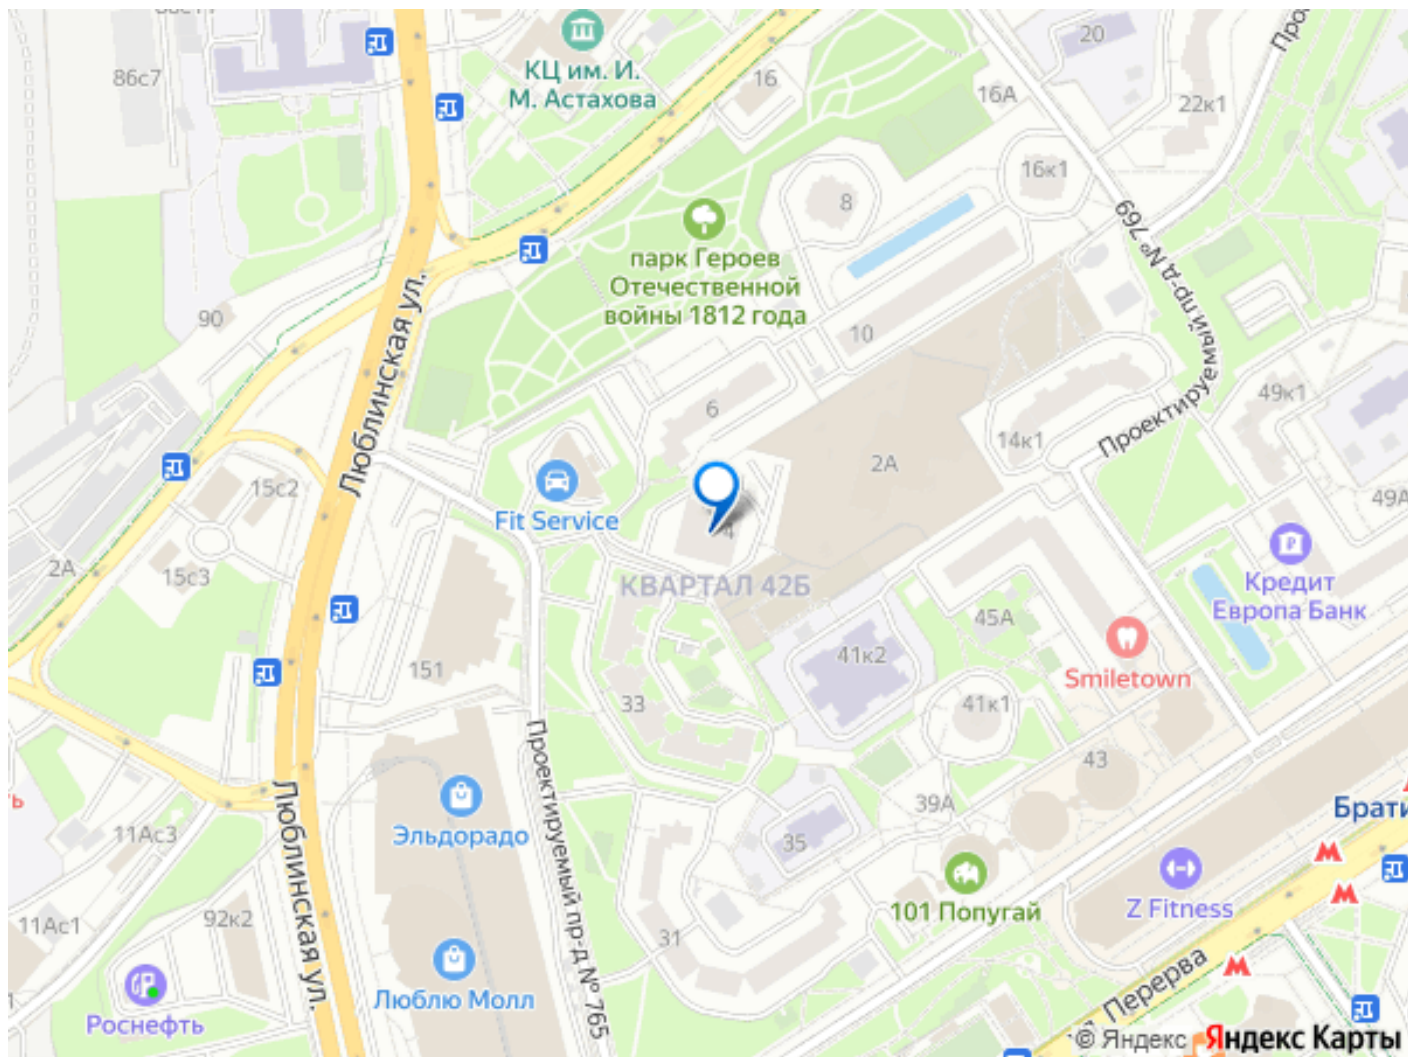 86с7
КЦ им. И.
М. Астахова
16
20
16А
22к1
16к1
8
парк Героев
Отечественной
войны 1812 года
Проектируемый пр-д № 769
90
Люблинская ул.
10
6
49к1
14к1
2А
15с2
Fit Service
4
49А
2А
15с3
КВАРТАЛ 42Б
Кредит
Европа Банк
45А
41к2
Smiletown
151
33
41к1
Проектируемый пр-д № 765
Люблинская ул.
43
39А
Эльдорадо
11Ас3
35
Брати
101 Попугай
Z Fitness
92к2
11Ас1
31
Люблю Молл
Роснефть
й Перерва
© Яндекс Яндекс Карты